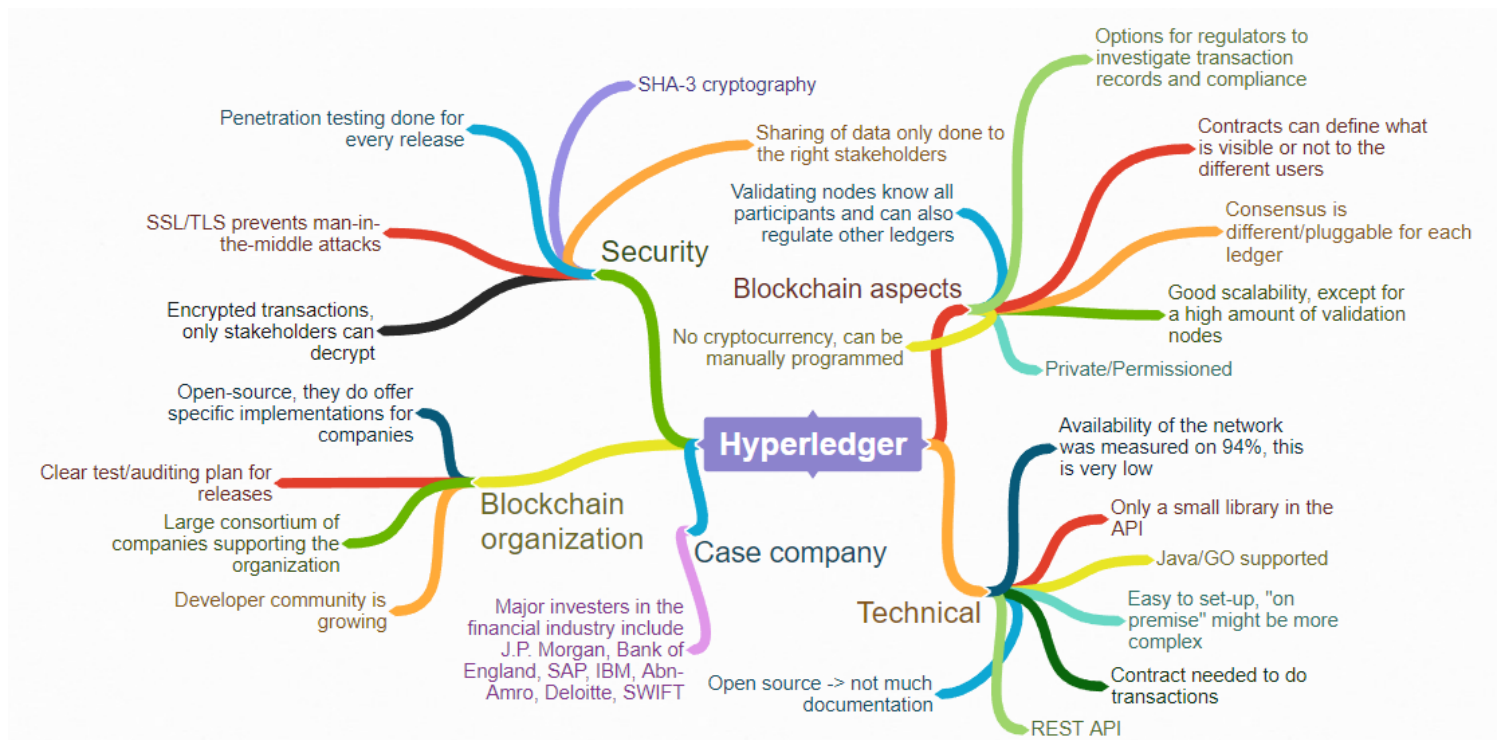 SHA-3 cryptography
Penetration testing done for
every release
Sharing of data only done to
the right stakeholders
SSL/TLS prevents man-in-
the-middle attacks
Security
Encrypted transactions,
only stakeholders can
decrypt
Options for regulators to
investigate transaction
records and compliance
Contracts can define what
is visible or not to the
different users
Validating nodes know all
participants and can also
regulate other ledgers
Consensus is
different/pluggable for each
ledger
Blockchain aspects
Good scalability, except for
a high amount of validation
nodes
No cryptocurrency, can be
manually programmed
Private/Permissioned
Hyperledger
Open-source, they do offer
specific implementations for
companies
Clear test/auditing plan for
releases
Blockchain
organization
Large consortium of
companies supporting the
organization
Developer community is
growing
Case company
Major investers in the
financial industry include
J.P. Morgan, Bank of
England, SAP, IBM, Abn-
Amro, Deloitte, SWIFT
Availability of the network
was measured on 94%, this
is very low
Only a small library in the
API
Java/GO supported
Technical
Easy to set-up, "on
premise" might be more
complex
Contract needed to do
transactions
Open source -> not much
documentation
REST API